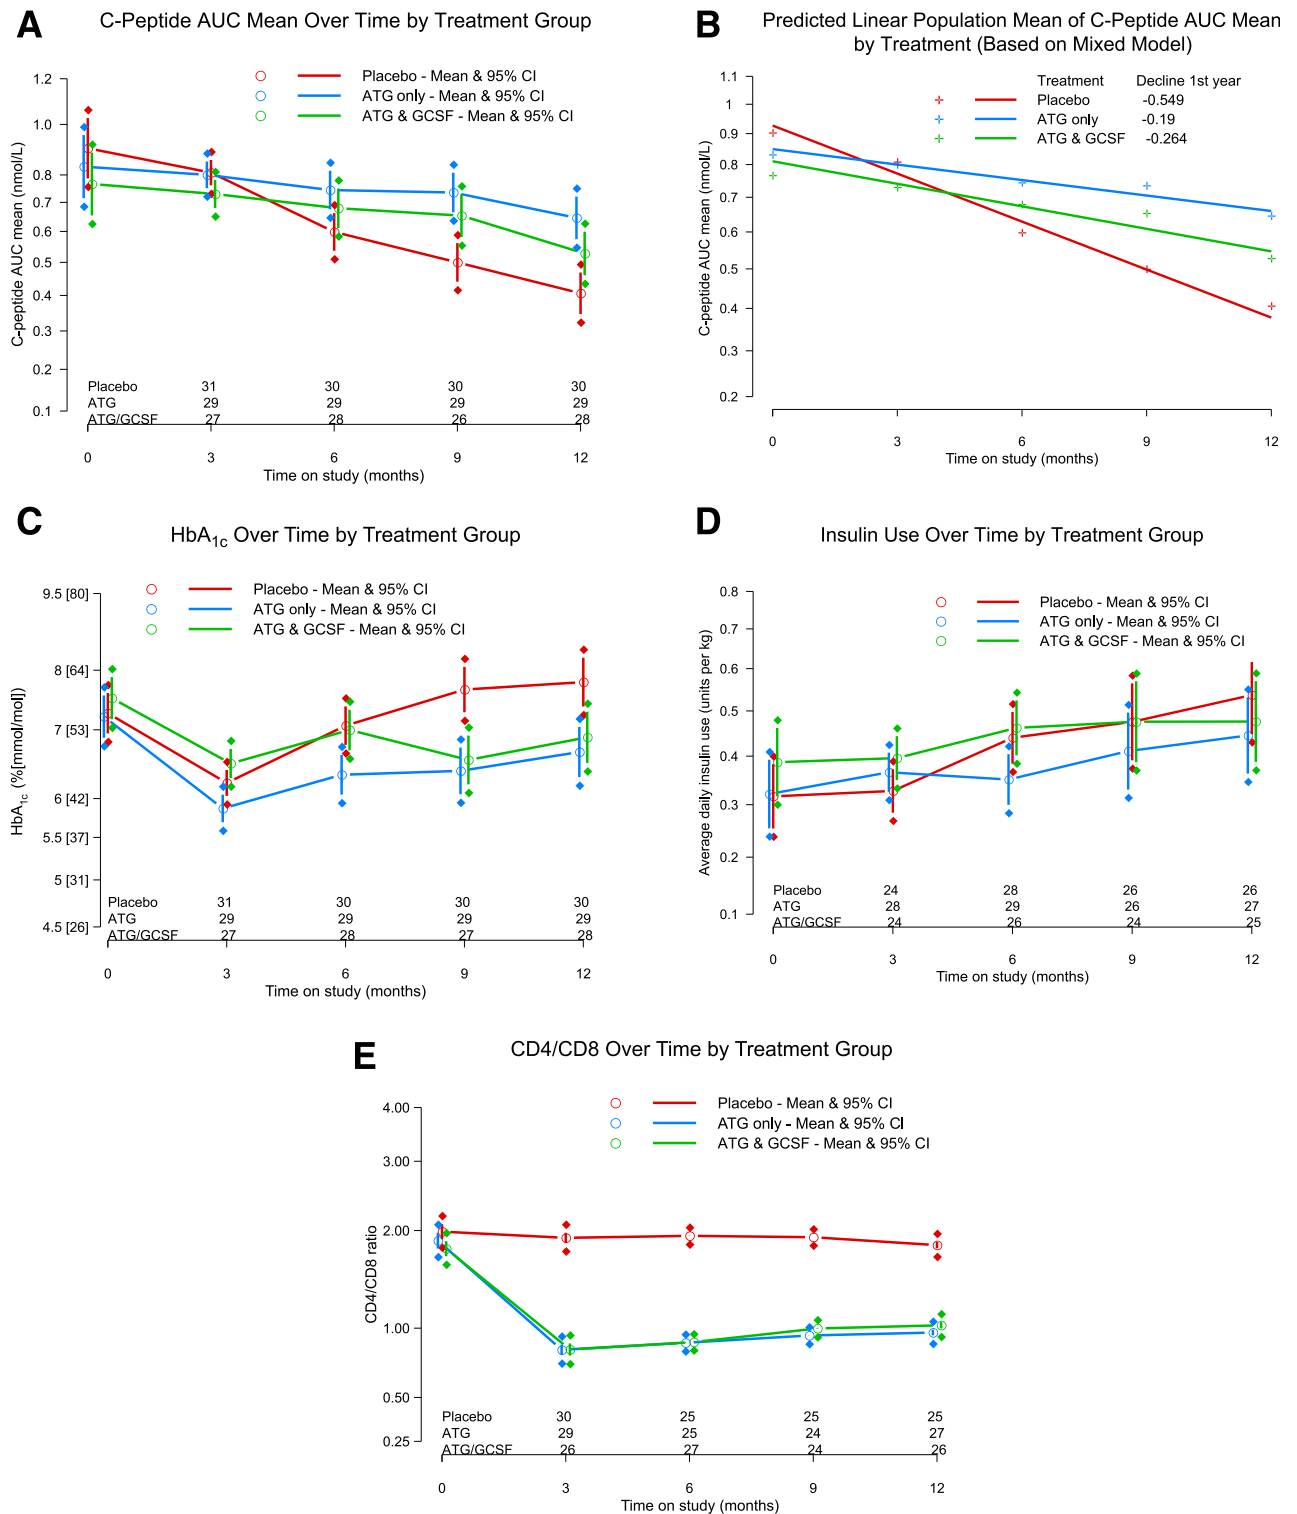 A
C-Peptide AUC Mean Over Time by Treatment Group
Placebo - Mean & 95% CI
ATG only - Mean & 95% CI
ATG & GCSF - Mean & 95% CI
C-peptide AUC mean (nmol/L)
1.2
1.0
0.8
0.7
0.6
0.5
0.4
0.3
0.2
0.1
Placebo 31 30 30 30
ATG 29 29 29 29
ATG/GCSF 27 28 26 28
0 3 6 9 12
Time on study (months)
B
Predicted Linear Population Mean of C-Peptide AUC Mean
by Treatment (Based on Mixed Model)
Treatment Decline 1st year
Placebo -0.549
ATG only -0.19
ATG & GCSF -0.264
C-peptide AUC mean (nmol/L)
1.1
1
0.9
0.8
0.7
0.6
0.5
0.4
0.3
0.2
0 3 6 9 12
Time on study (months)
C
HbA1c Over Time by Treatment Group
Placebo - Mean & 95% CI
ATG only - Mean & 95% CI
ATG & GCSF - Mean & 95% CI
HbA1c (%[mmol/mol])
9.5 [80]
8 [64]
7 [53]
6 [42]
5.5 [37]
5 [31]
4.5 [26]
Placebo 31 30 30 30
ATG 29 29 29 29
ATG/GCSF 27 28 27 28
0 3 6 9 12
Time on study (months)
D
Insulin Use Over Time by Treatment Group
Placebo - Mean & 95% CI
ATG only - Mean & 95% CI
ATG & GCSF - Mean & 95% CI
Average daily insulin use (units per kg)
0.8
0.7
0.6
0.5
0.4
0.3
0.2
0.1
Placebo 24 28 26 26
ATG 28 29 26 27
ATG/GCSF 24 26 24 25
0 3 6 9 12
Time on study (months)
E
CD4/CD8 Over Time by Treatment Group
Placebo - Mean & 95% CI
ATG only - Mean & 95% CI
ATG & GCSF - Mean & 95% CI
CD4/CD8 ratio
4.00
3.00
2.00
1.00
0.50
0.25
Placebo 30 25 25 25
ATG 29 25 24 27
ATG/GCSF 26 27 24 26
0 3 6 9 12
Time on study (months)